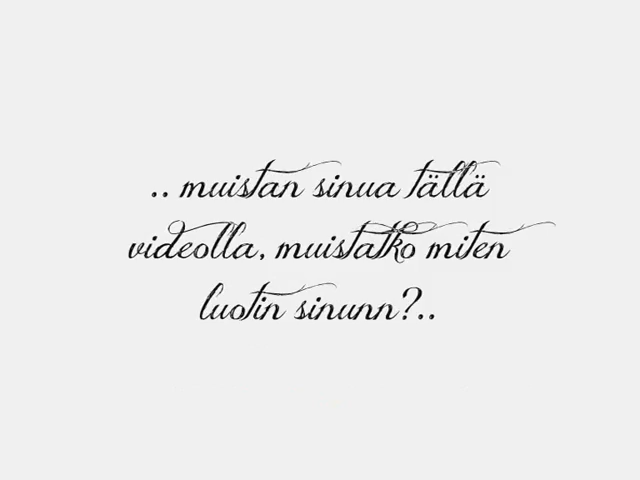 .. muistan sinua tällä
videolla, muistatko miten
luotin sinunn?..